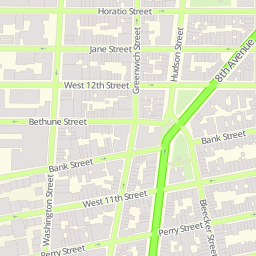 Horatio Street
Jane Street
Hudson Street
8th Avenue
West 12th Street
Greenwich Street
Bethune Street
Bank Street
Bank Street
West 11th Street
Washington Street
Bleecker Street
Perry Street
Perry Street